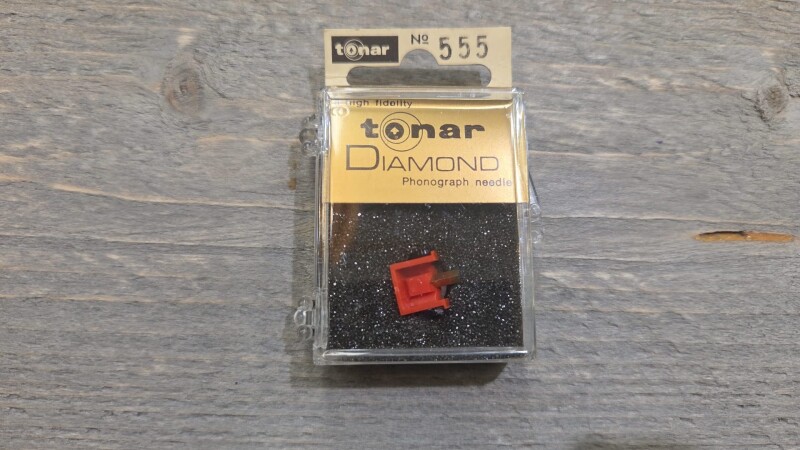 tonar No 555
high fidelity
tonar
DIAMOND
Phonograph needle